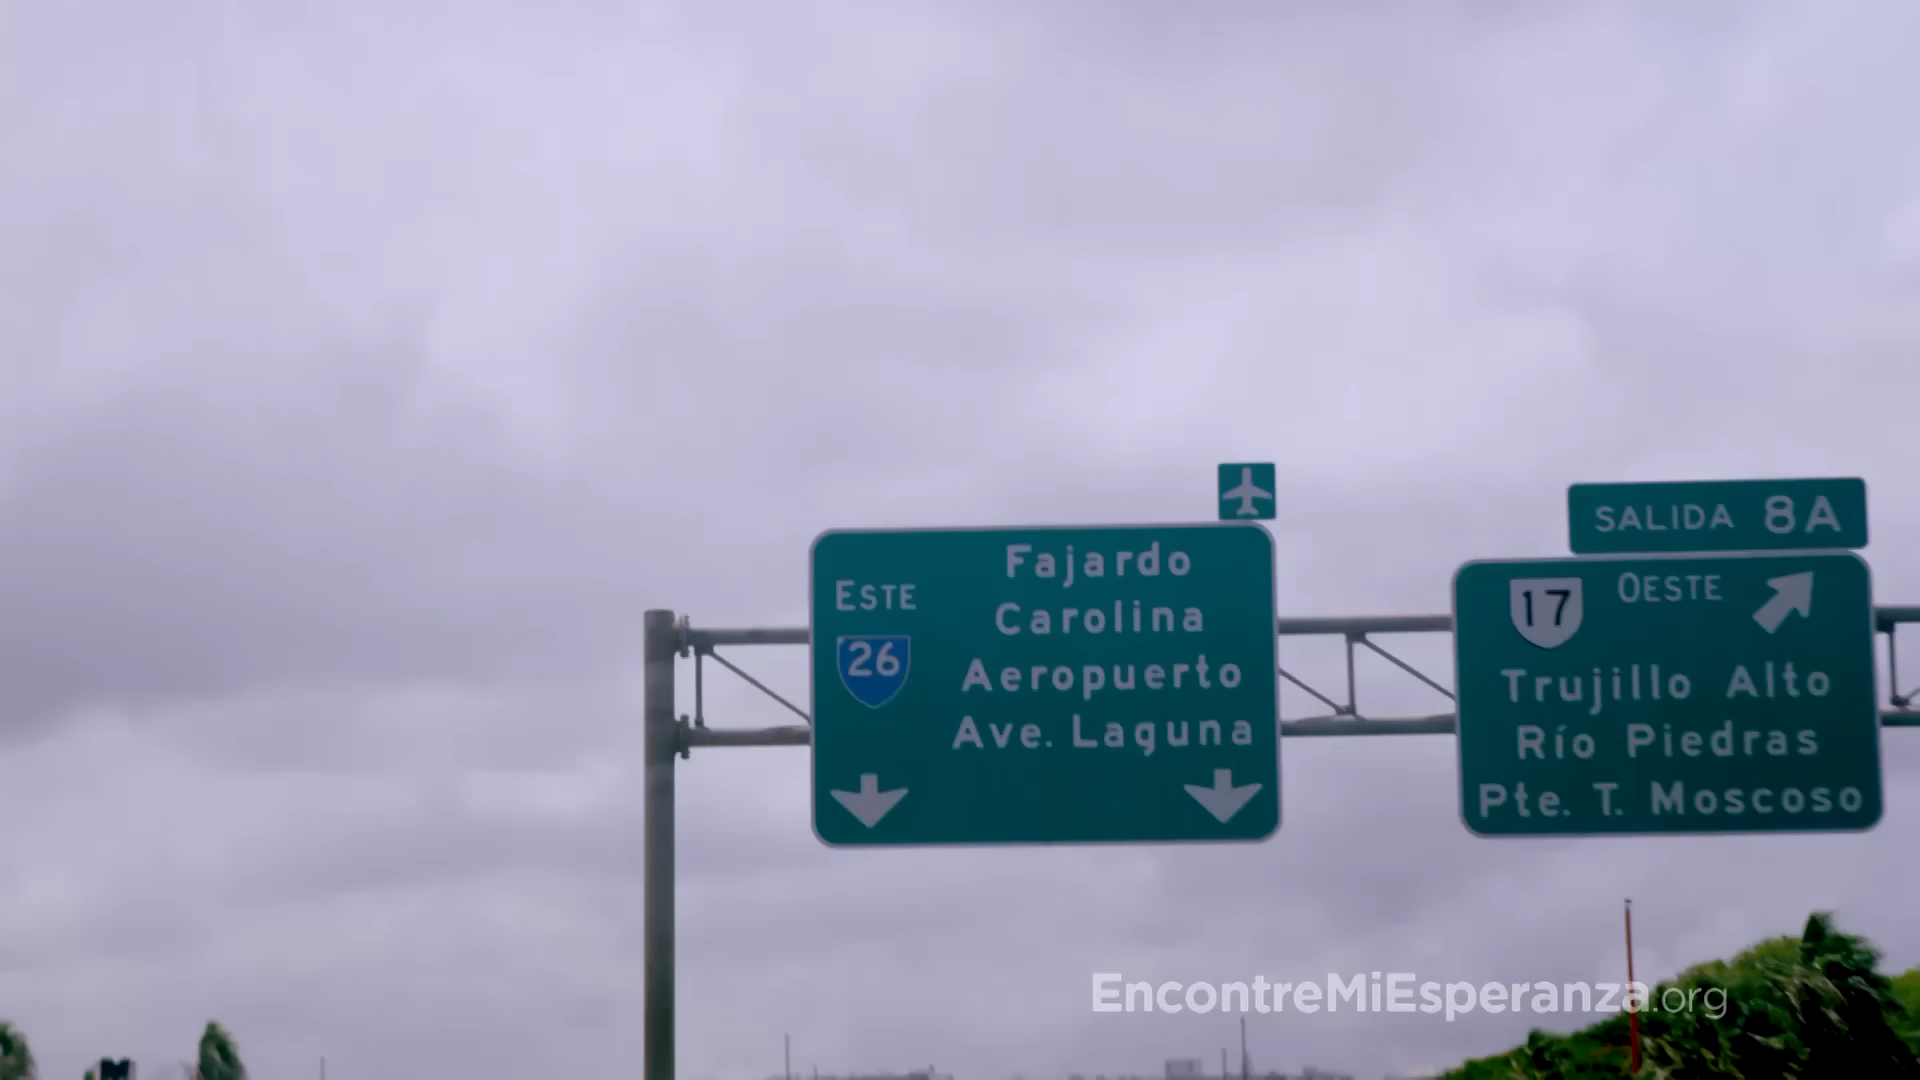 ESTE
26
Fajardo
Carolina
Aeropuerto
Ave. Laguna
SALIDA 8A
17 OESTE
Trujillo Alto
Río Piedras
Pte. T. Moscoso
EncontreMiEsperanza.org